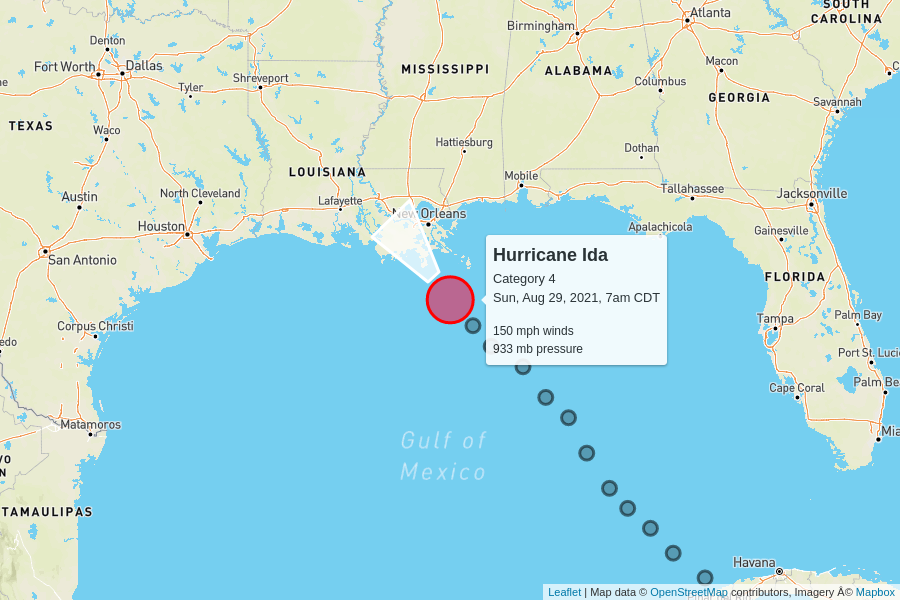 SOUTH
CAROLINA
Atlanta
Birmingham
Denton
Fort Worth
Dallas
MISSISSIPPI
ALABAMA
Macon
Shreveport
Columbus
Tyler
GEORGIA
Savannah
TEXAS
Waco
Hattiesburg
Dothan
LOUISIANA
Mobile
Tallahassee
Austin
North Cleveland
Lafayette
Jacksonville
New Orleans
Houston
Apalachicola
Gainesville
San Antonio
Hurricane Ida
Category 4
Sun, Aug 29, 2021, 7am CDT
150 mph winds
933 mb pressure
FLORIDA
Tampa
Palm Bay
Corpus Christi
edo
Port St. Lucie
Cape Coral
Palm Bea
Matamoros
Mia
Gulf of
Mexico
VO
N
TAMAULIPAS
Havana
Leaflet | Map data © OpenStreetMap contributors, Imagery Â© Mapbox